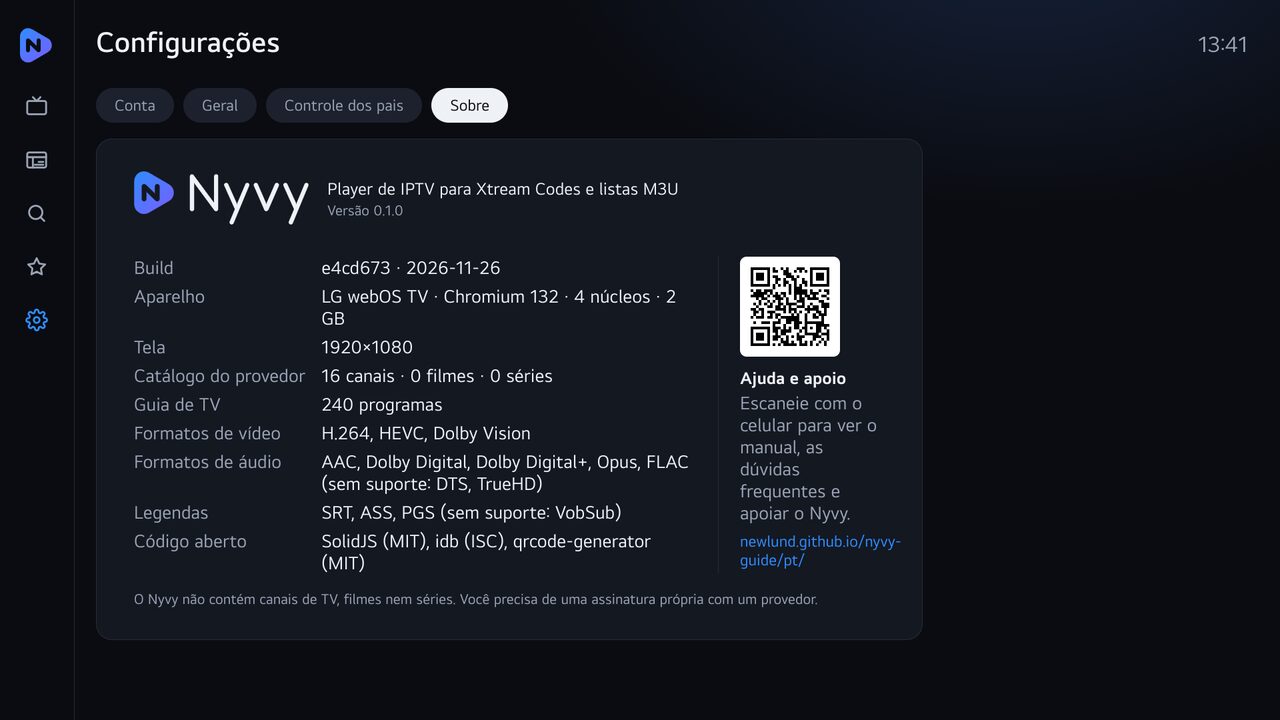 Configurações
13:41
Conta
Geral
Controle dos pais
Sobre
Nyvy
Player de IPTV para Xtream Codes e listas M3U
Versão 0.1.0
Build
e4cd673 · 2026-11-26
Aparelho
LG webOS TV · Chromium 132 · 4 núcleos · 2
GB
Tela
1920×1080
Catálogo do provedor
16 canais · 0 filmes · 0 séries
Guia de TV
240 programas
Formatos de vídeo
H.264, HEVC, Dolby Vision
Formatos de áudio
AAC, Dolby Digital, Dolby Digital+, Opus, FLAC
(sem suporte: DTS, TrueHD)
Legendas
SRT, ASS, PGS (sem suporte: VobSub)
Código aberto
SolidJS (MIT), idb (ISC), qrcode-generator
(MIT)
Ajuda e apoio
Escaneie com o
celular para ver o
manual, as
dúvidas
frequentes e
apoiar o Nyvy.
newlund.github.io/nyvy-
guide/pt/
O Nyvy não contém canais de TV, filmes nem séries. Você precisa de uma assinatura própria com um provedor.